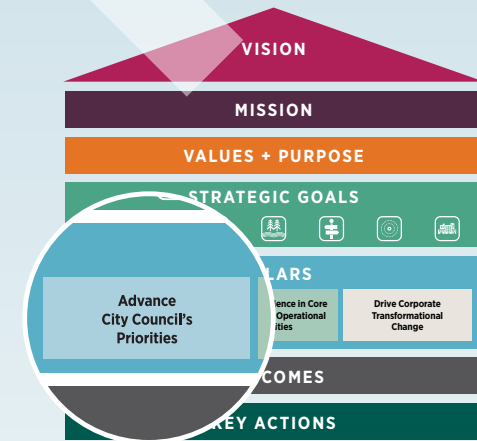 VISION
MISSION
VALUES + PURPOSE
STRATEGIC GOALS
LARS
Advance
City Council's
Priorities
ence in Core
Operational
ities
Drive Corporate
Transformational
Change
COMES
KEY ACTIONS